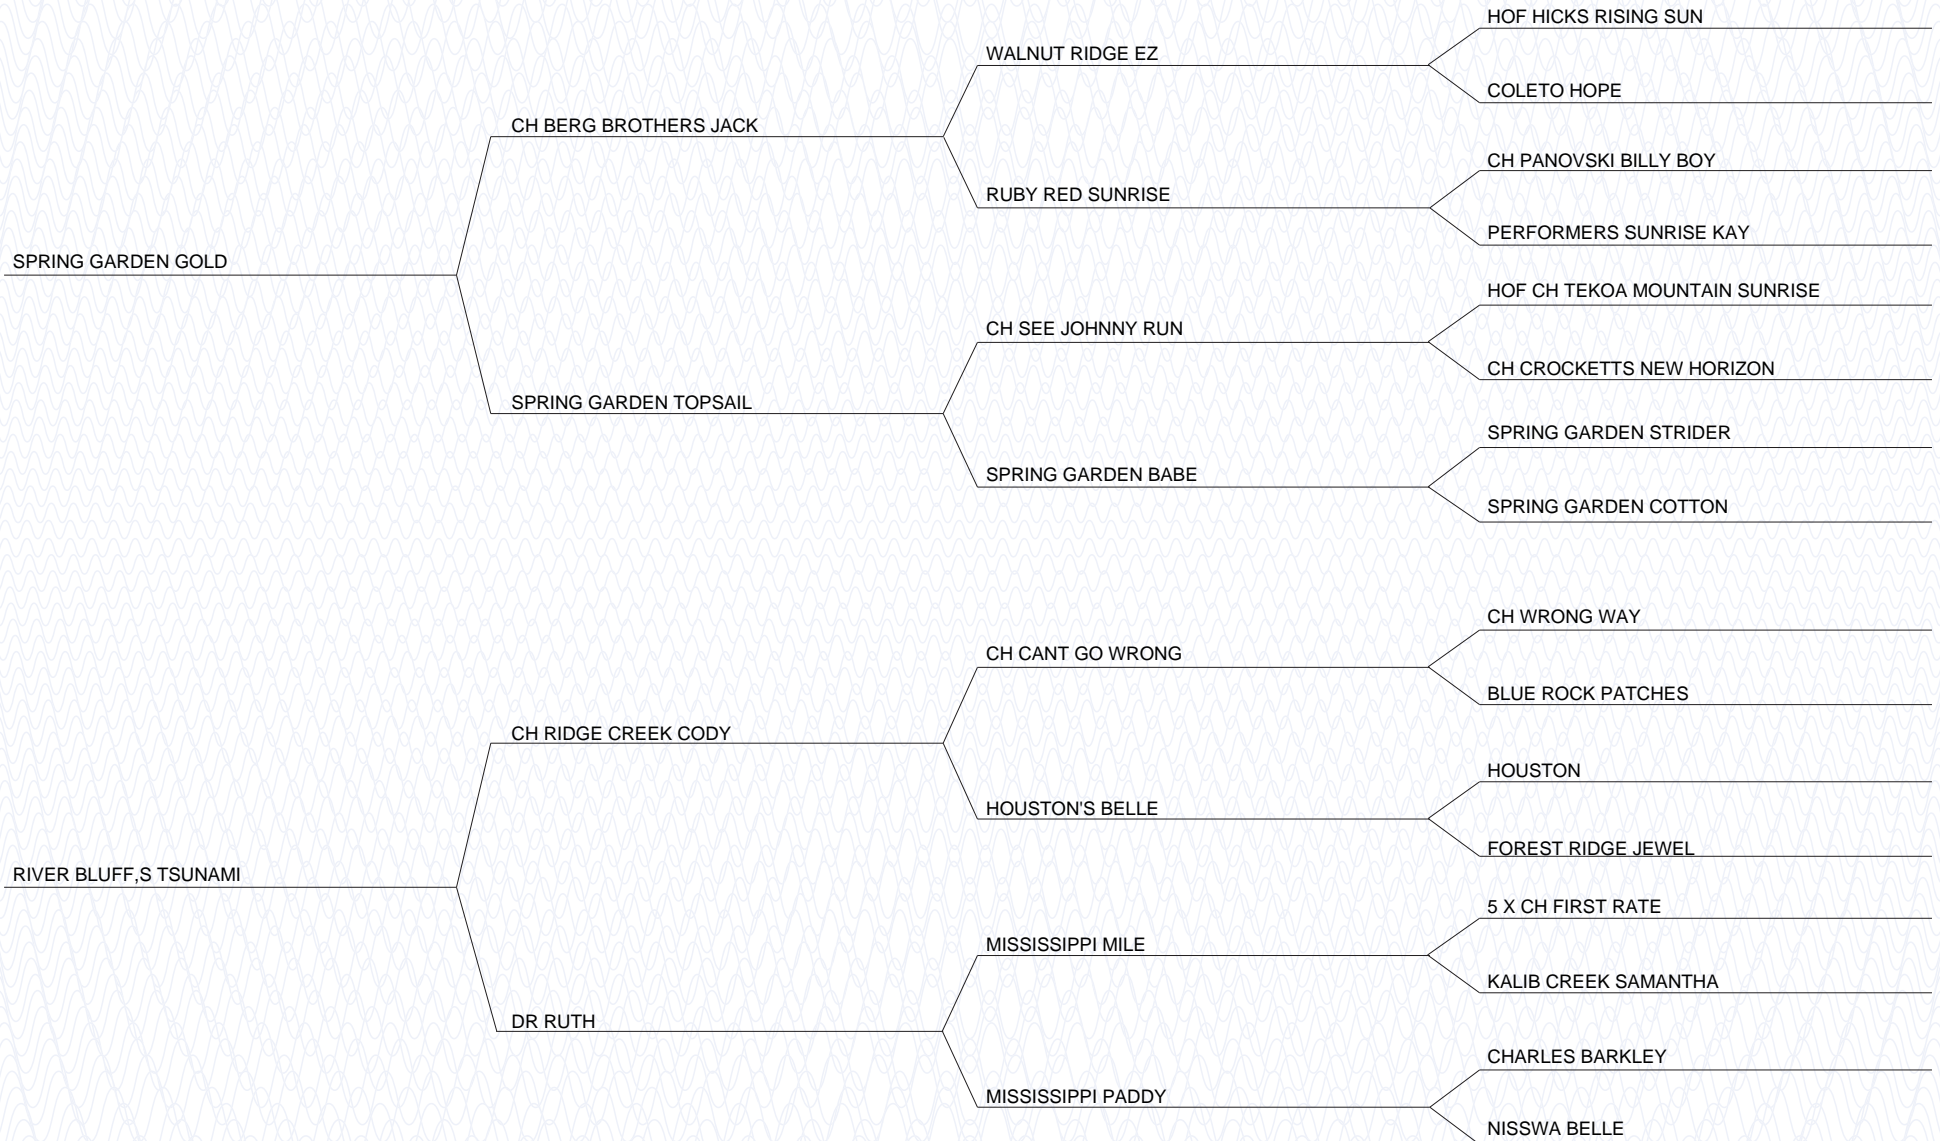 HOF HICKS RISING SUN
WALNUT RIDGE EZ
COLETO HOPE
CH BERG BROTHERS JACK
CH PANOVSKI BILLY BOY
RUBY RED SUNRISE
PERFORMERS SUNRISE KAY
SPRING GARDEN GOLD
HOF CH TEKOA MOUNTAIN SUNRISE
CH SEE JOHNNY RUN
CH CROCKETTS NEW HORIZON
SPRING GARDEN TOPSAIL
SPRING GARDEN STRIDER
SPRING GARDEN BABE
SPRING GARDEN COTTON
CH WRONG WAY
CH CANT GO WRONG
BLUE ROCK PATCHES
CH RIDGE CREEK CODY
HOUSTON
HOUSTON'S BELLE
FOREST RIDGE JEWEL
RIVER BLUFF,S TSUNAMI
5 X CH FIRST RATE
MISSISSIPPI MILE
KALIB CREEK SAMANTHA
DR RUTH
CHARLES BARKLEY
MISSISSIPPI PADDY
NISSWA BELLE